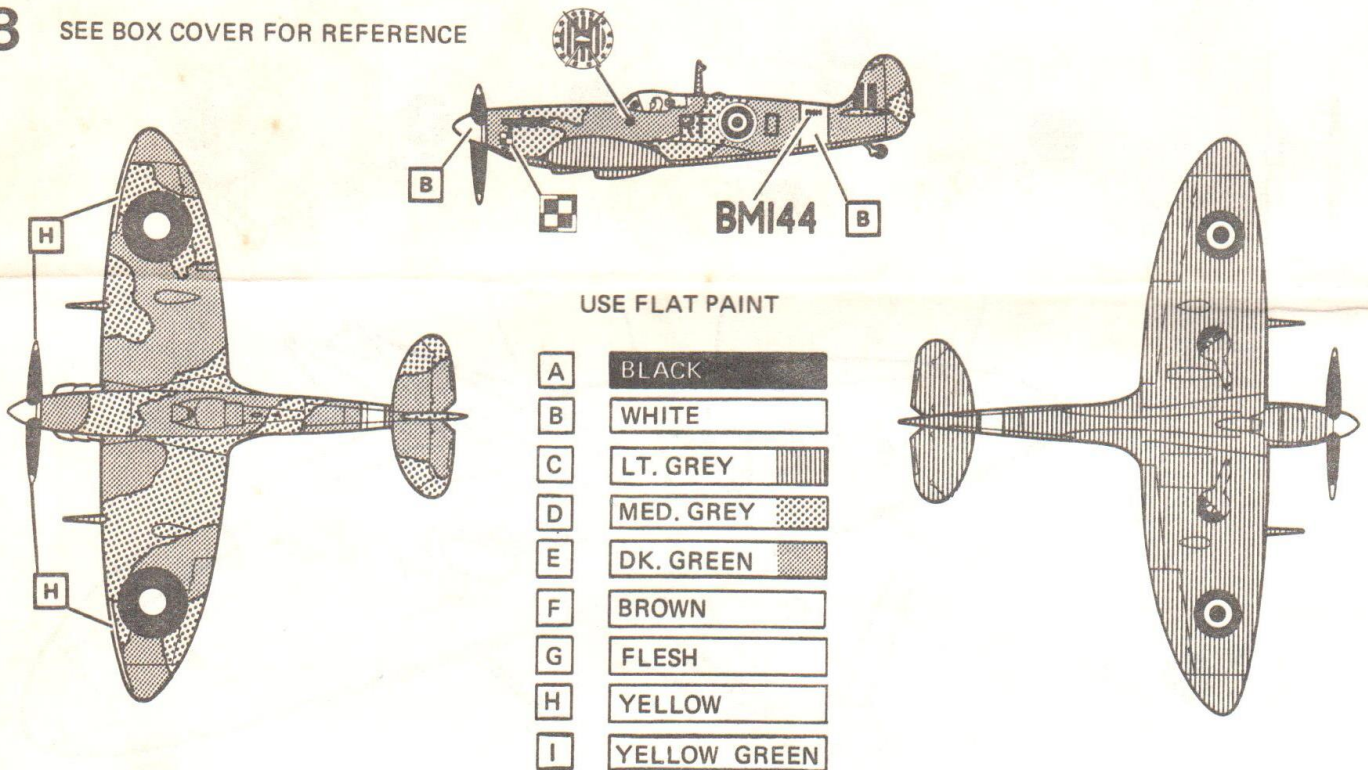 B SEE BOX COVER FOR REFERENCE
RF D
B
BM144 B
H
H
USE FLAT PAINT
A BLACK
B WHITE
C LT. GREY
D MED. GREY
E DK. GREEN
F BROWN
G FLESH
H YELLOW
I YELLOW GREEN